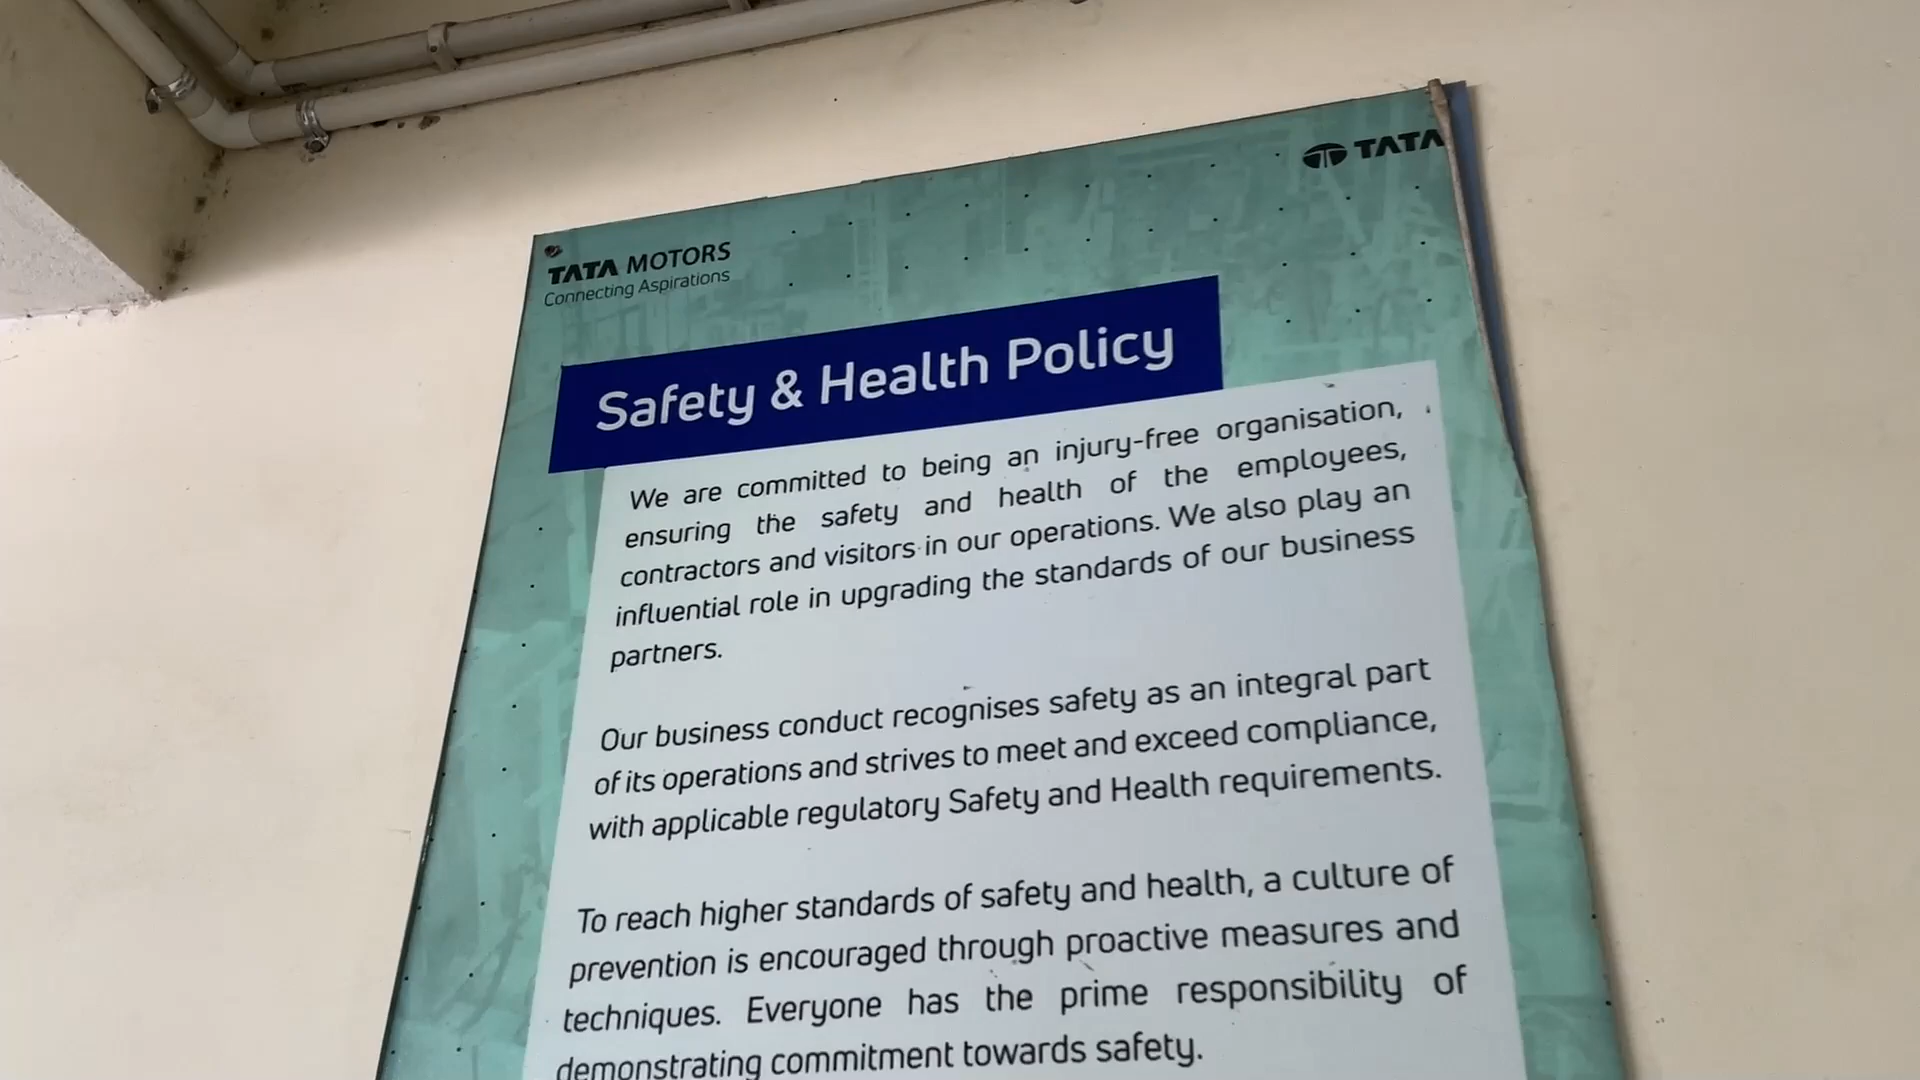 TATA
TATA MOTORS
Connecting Aspirations
Safety & Health Policy
We are committed to being an injury-free organisation,
ensuring the safety and health of the employees,
contractors and visitors in our operations. We also play an
influential role in upgrading the standards of our business
partners.
Our business conduct recognises safety as an integral part
of its operations and strives to meet and exceed compliance,
with applicable regulatory Safety and Health requirements.
To reach higher standards of safety and health, a culture of
prevention is encouraged through proactive measures and
techniques. Everyone has the prime responsibility of
demonstrating commitment towards safety.